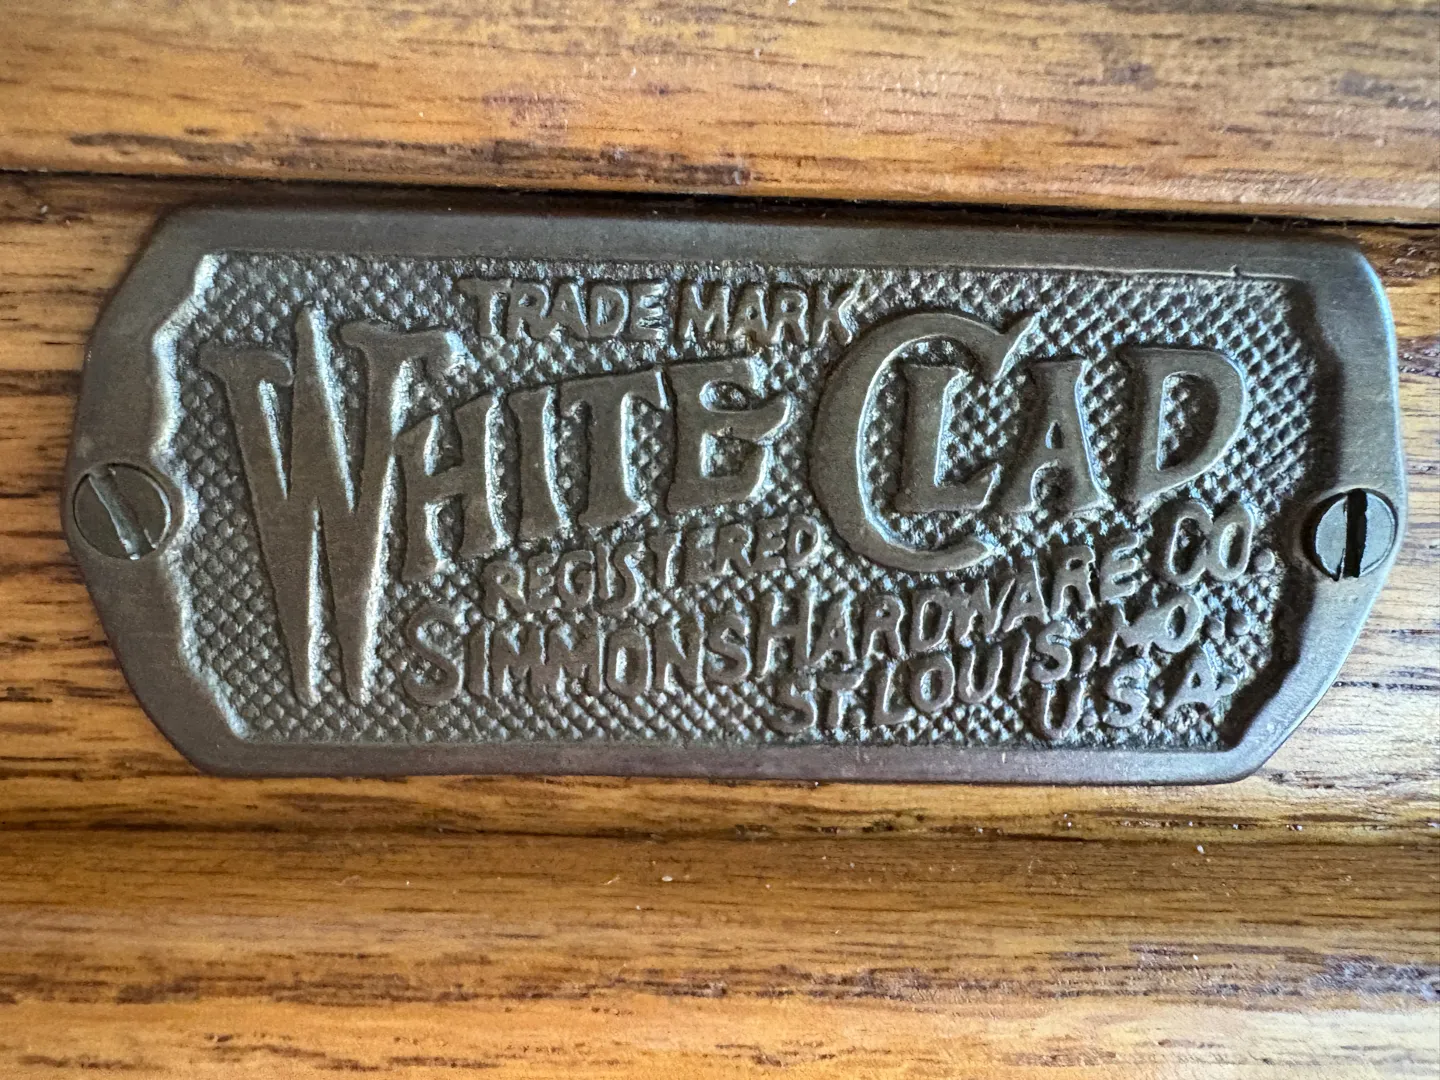 TRADE MARK
WHITE CLAD
REGISTERED
SIMMONS HARDWARE CO.
ST. LOUIS, MO.
U.S.A.